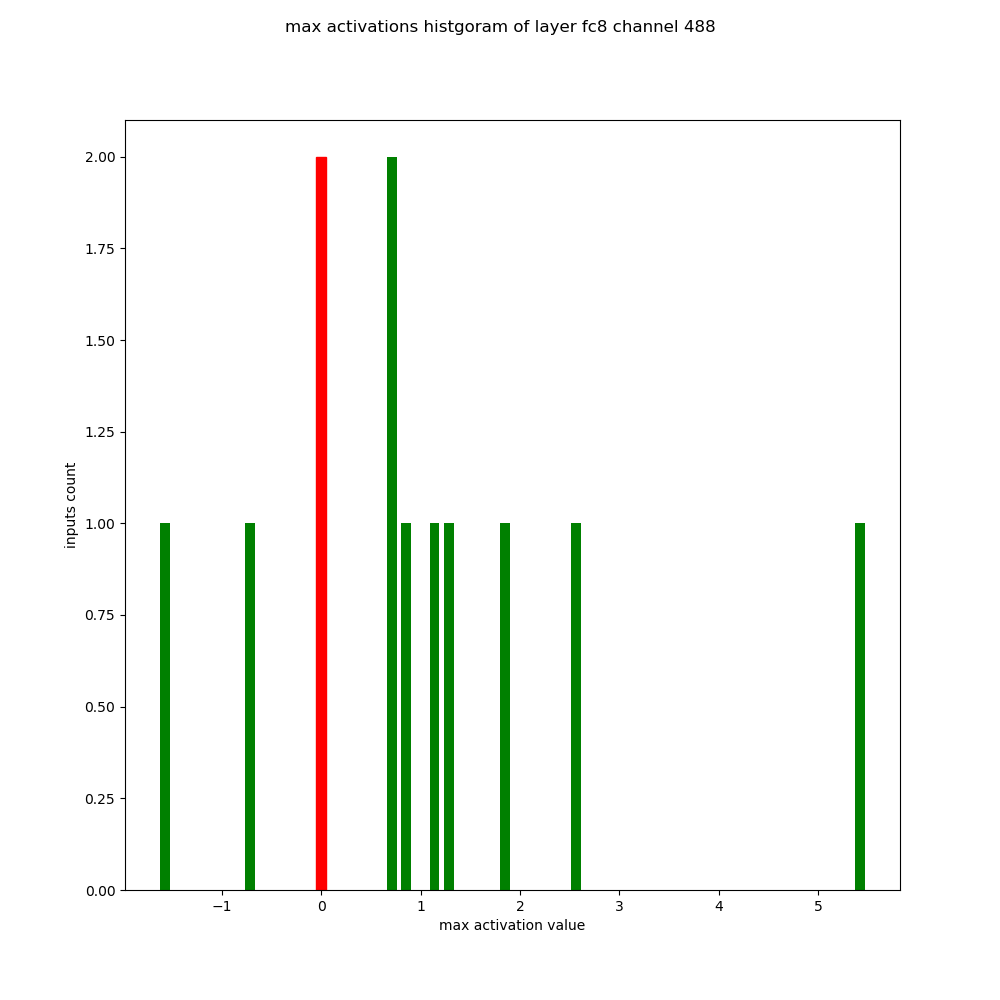 max activations histgoram of layer fc8 channel 488
2.00
1.75
1.50
1.25
1.00
0.75
0.50
0.25
0.00
inputs count
−1 0 1 2 3 4 5
max activation value